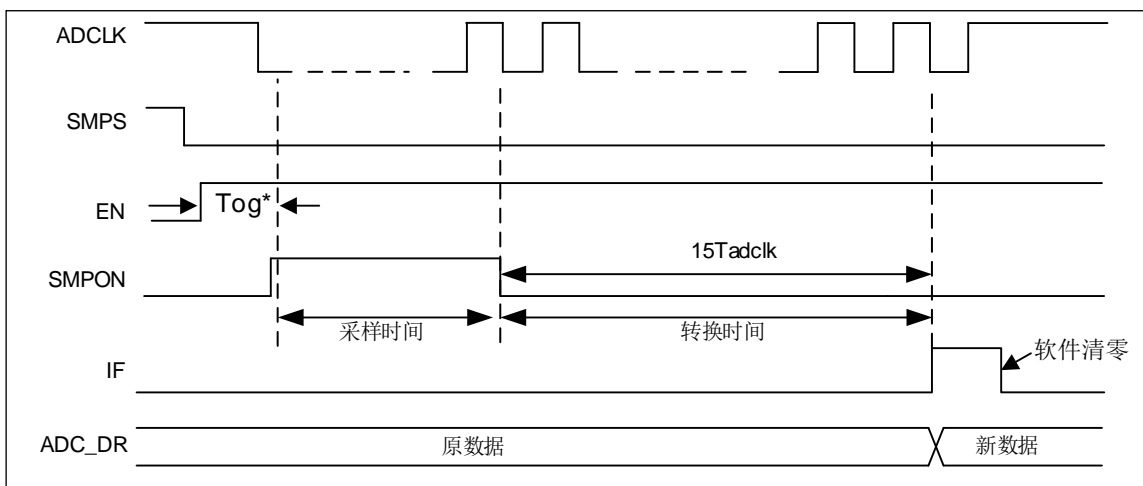 ADCLK
SMPS
EN
Tog*
SMPON
15Tadclk
采样时间
转换时间
IF
软件清零
ADC_DR
原数据
新数据